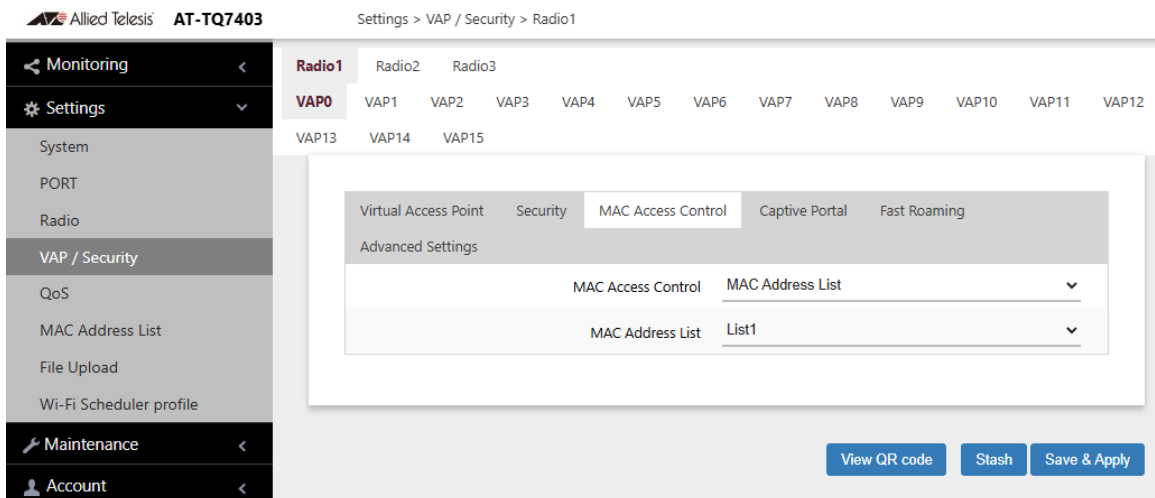 Allied Telesis AT-TQ7403 Settings > VAP / Security > Radio1
Monitoring
Settings
System
PORT
Radio
VAP / Security
QoS
MAC Address List
File Upload
Wi-Fi Scheduler profile
Maintenance
Account
Radio1 Radio2 Radio3
VAP0 VAP1 VAP2 VAP3 VAP4 VAP5 VAP6 VAP7 VAP8 VAP9 VAP10 VAP11 VAP12
VAP13 VAP14 VAP15
Virtual Access Point Security MAC Access Control Captive Portal Fast Roaming
Advanced Settings
MAC Access Control MAC Address List
MAC Address List List1
View QR code Stash Save & Apply